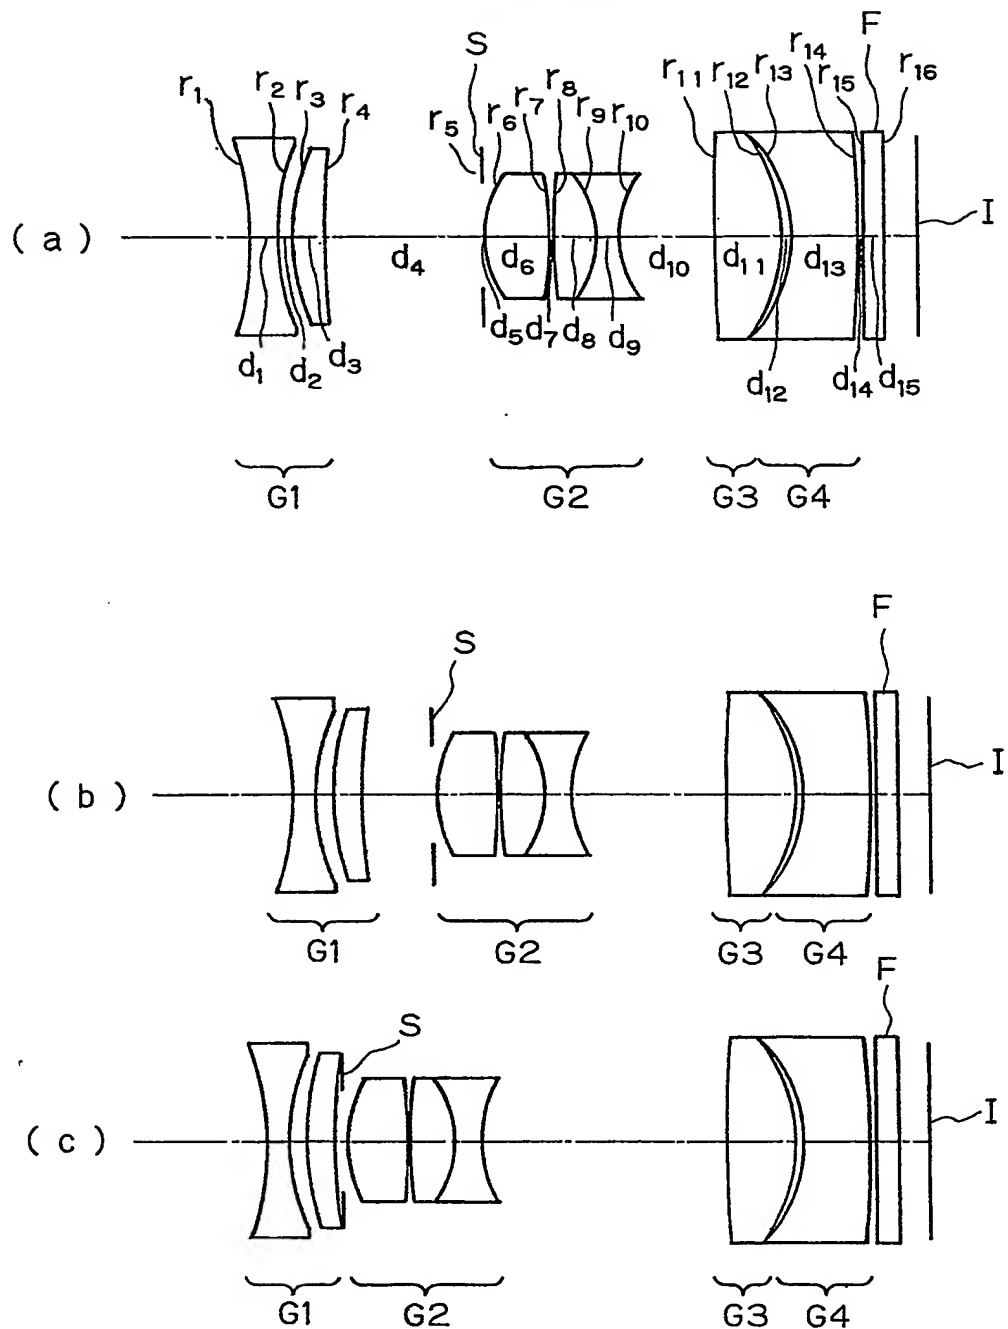 S F
r1 r2 r3 r4 r5 r6 r7 r8 r9 r10 r11 r12 r13 r14 r15 r16
I
(a)
d4 d6 d10 d11 d13
d1 d2 d3 d5 d7 d8 d9 d12 d14 d15
G1 G2 G3 G4
F
S
I
(b)
G1 G2 G3 G4
F
S
I
(c)
G1 G2 G3 G4